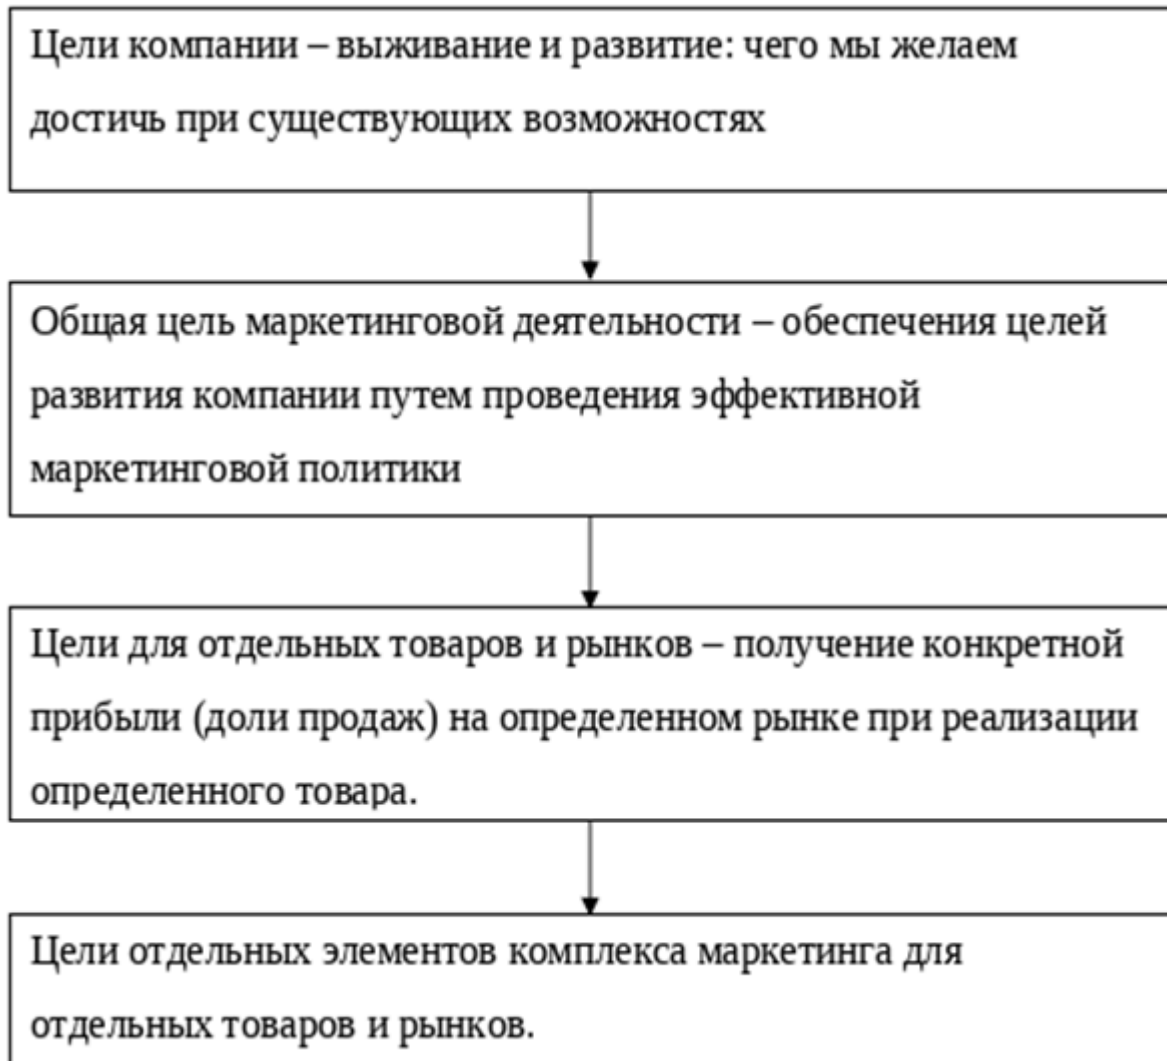 Цели компании – выживание и развитие: чего мы желаем
достичь при существующих возможностях
Общая цель маркетинговой деятельности – обеспечения целей
развития компании путем проведения эффективной
маркетинговой политики
Цели для отдельных товаров и рынков – получение конкретной
прибыли (доли продаж) на определенном рынке при реализации
определенного товара.
Цели отдельных элементов комплекса маркетинга для
отдельных товаров и рынков.